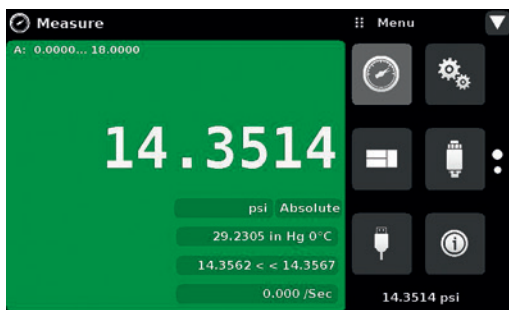 Measure
Menu
A: 0.0000... 18.0000
14.3514
psi Absolute
29.2305 in Hg 0°C
14.3562 < < 14.3567
0.000 /Sec
14.3514 psi